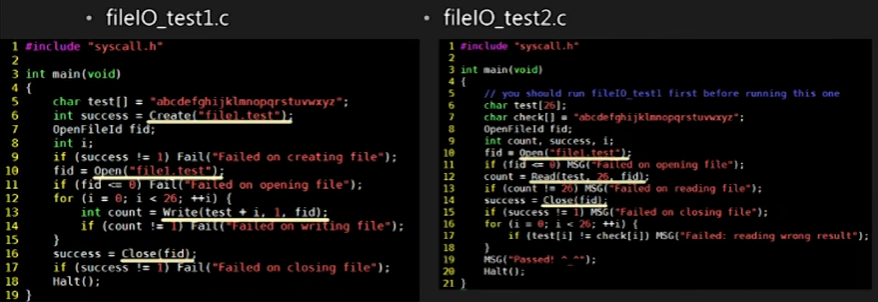 • fileIO_test1.c
1 #include "syscall.h"
2
3 int main(void)
4 {
5 char test[] = "abcdefghijklmnopqrstuvwxyz";
6 int success = Create("file1.test");
7 OpenFileId fid;
8 int i;
9 if (success != 1) Fail("Failed on creating file");
10 fid = Open("file1.test");
11 if (fid <= 0) Fail("Failed on opening file");
12 for (i = 0; i < 26; ++i) {
13 int count = Write(test + i, 1, fid);
14 if (count != 1) Fail("Failed on writing file");
15 }
16 success = Close(fid);
17 if (success != 1) Fail("Failed on closing file");
18 Halt();
19 }
• fileIO_test2.c
1 #include "syscall.h"
2
3 int main(void)
4 {
5 // you should run fileIO_test1 first before running this one
6 char test[26];
7 char check[] = "abcdefghijklmnopqrstuvwxyz";
8 OpenFileId fid;
9 int count, success, i;
10 fid = Open("file1.test");
11 if (fid <= 0) MSG("Failed on opening file");
12 count = Read(test, 26, fid);
13 if (count != 26) MSG("Failed on reading file");
14 success = Close(fid);
15 if (success != 1) MSG("Failed on closing file");
16 for (i = 0; i < 26; ++i) {
17 if (test[i] != check[i]) MSG("Failed: reading wrong result");
18 }
19 MSG("Passed! ^_^");
20 Halt();
21 }